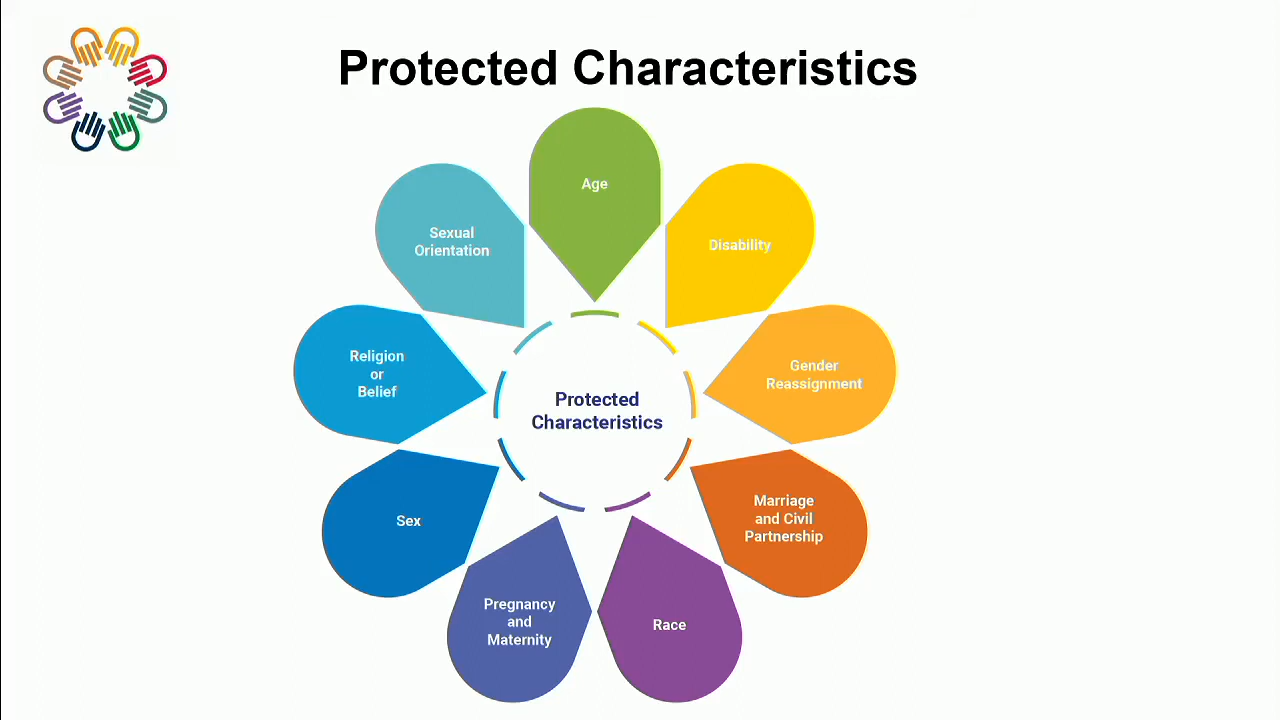 Protected Characteristics
Age
Disability
Gender
Reassignment
Marriage
and Civil
Partnership
Race
Pregnancy
and
Maternity
Sex
Religion
or
Belief
Sexual
Orientation
Protected
Characteristics